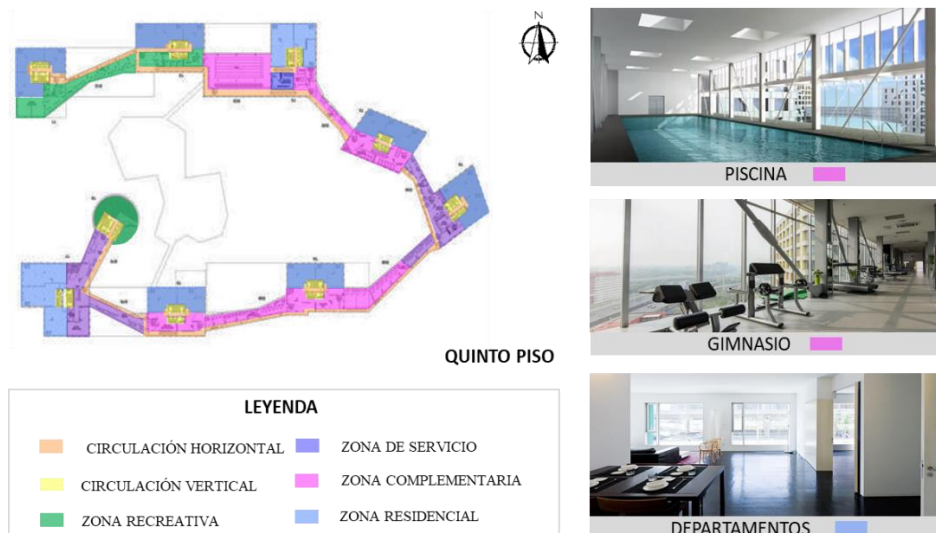 N
PISCINA
GIMNASIO
QUINTO PISO
LEYENDA
CIRCULACIÓN HORIZONTAL
ZONA DE SERVICIO
CIRCULACIÓN VERTICAL
ZONA COMPLEMENTARIA
ZONA RECREATIVA
ZONA RESIDENCIAL
DEPARTAMENTOS